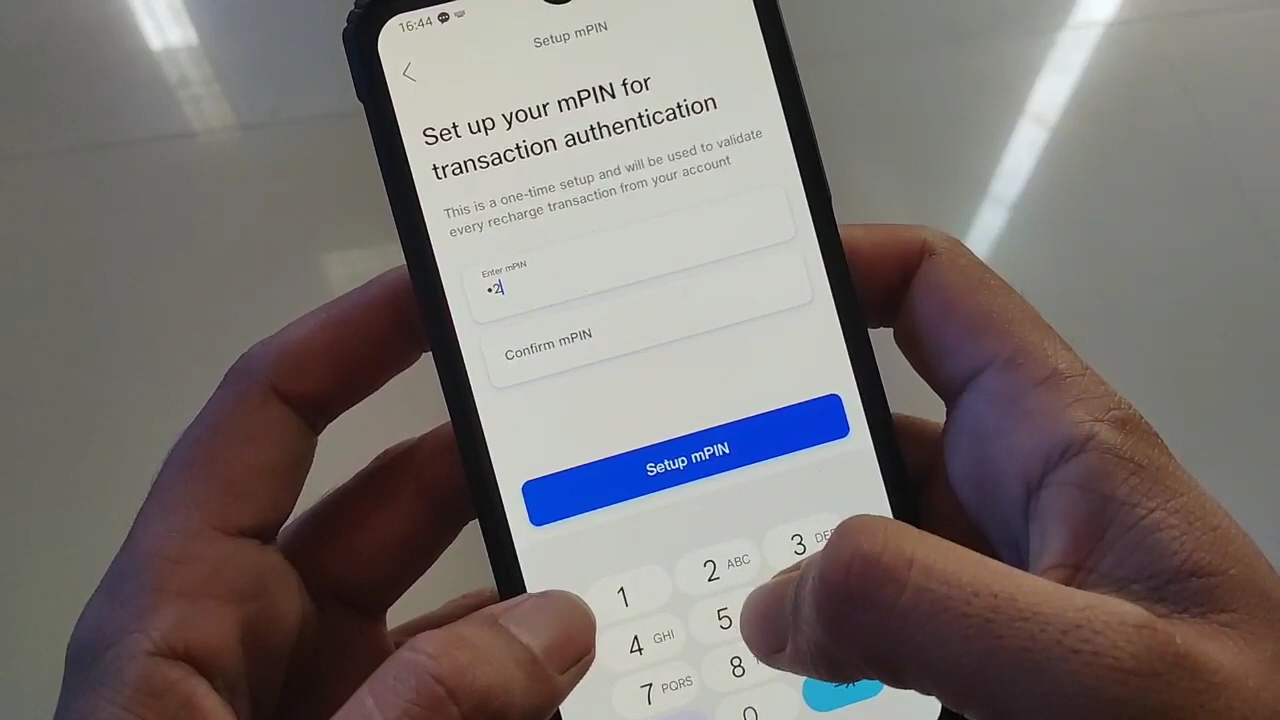 16:44
Setup mPIN
Set up your mPIN for
transaction authentication
This is a one-time setup and will be used to validate
every recharge transaction from your account
Enter mPIN
•2
Confirm mPIN
Setup mPIN
1
2 ABC
3
4 GHI
5
7 PQRS
8
0